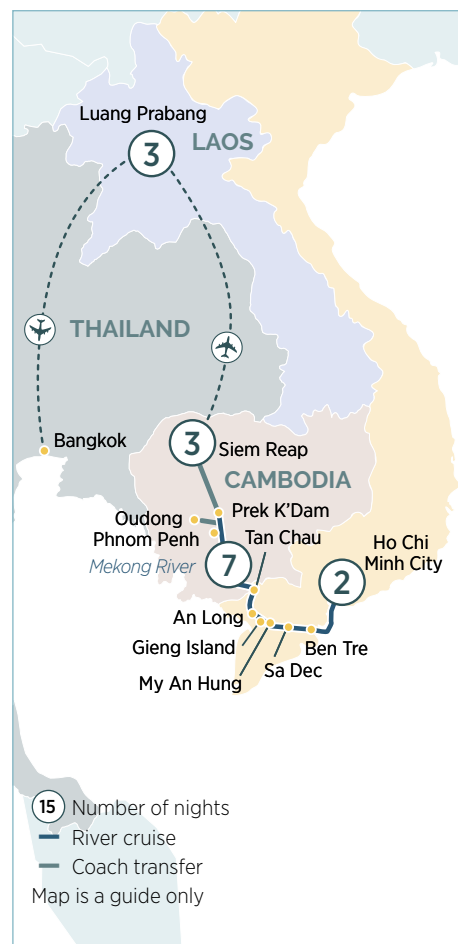 Luang Prabang
3
LAOS
THAILAND
Bangkok
3
Siem Reap
CAMBODIA
Prek K'Dam
Oudong
Phnom Penh
Tan Chau
Mekong River
7
Ho Chi
Minh City
2
An Long
Gieng Island
Ben Tre
Sa Dec
My An Hung
15 Number of nights
River cruise
Coach transfer
Map is a guide only